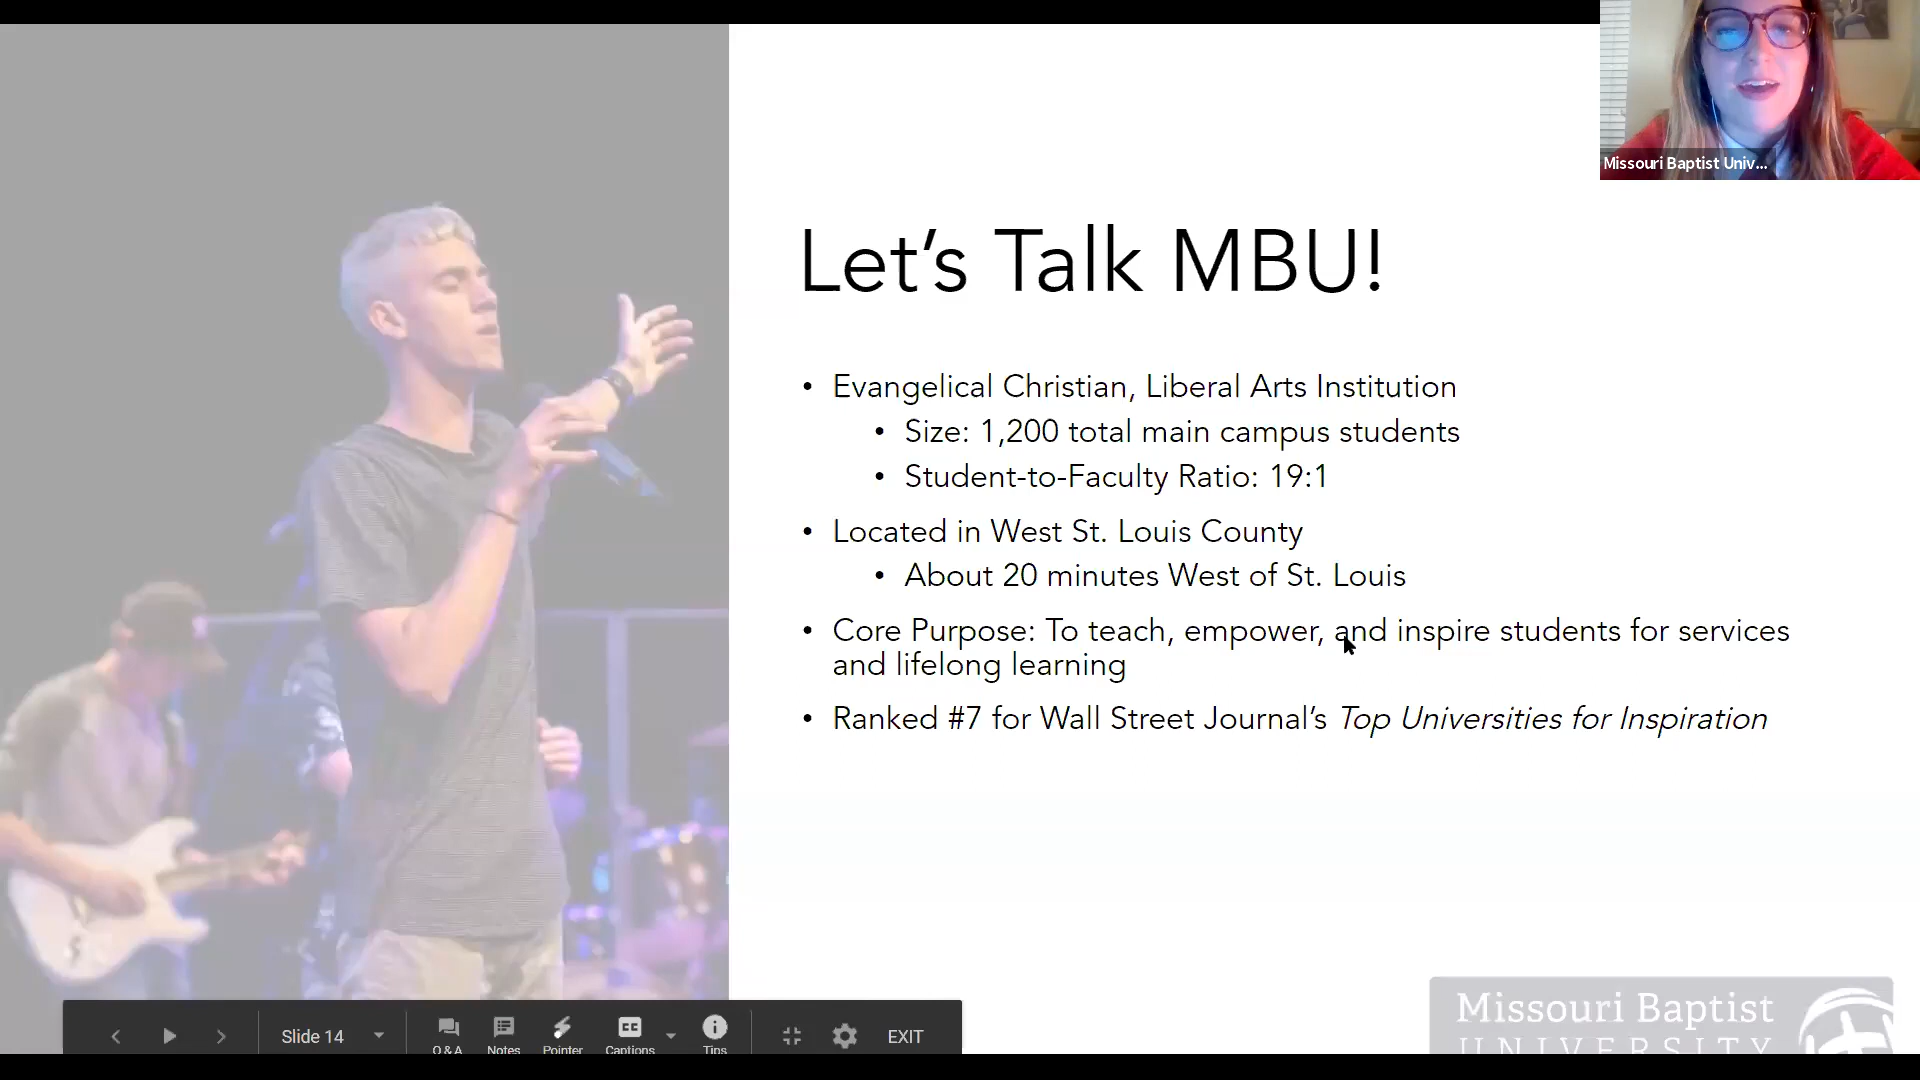 Missouri Baptist Univ...
Let's Talk MBU!
• Evangelical Christian, Liberal Arts Institution
• Size: 1,200 total main campus students
• Student-to-Faculty Ratio: 19:1
• Located in West St. Louis County
• About 20 minutes West of St. Louis
• Core Purpose: To teach, empower, and inspire students for services
and lifelong learning
• Ranked #7 for Wall Street Journal's Top Universities for Inspiration
Missouri Baptist
UNIVERSITY
Slide 14
Q & A
Notes
Pointer
CC
Captions
Tips
EXIT